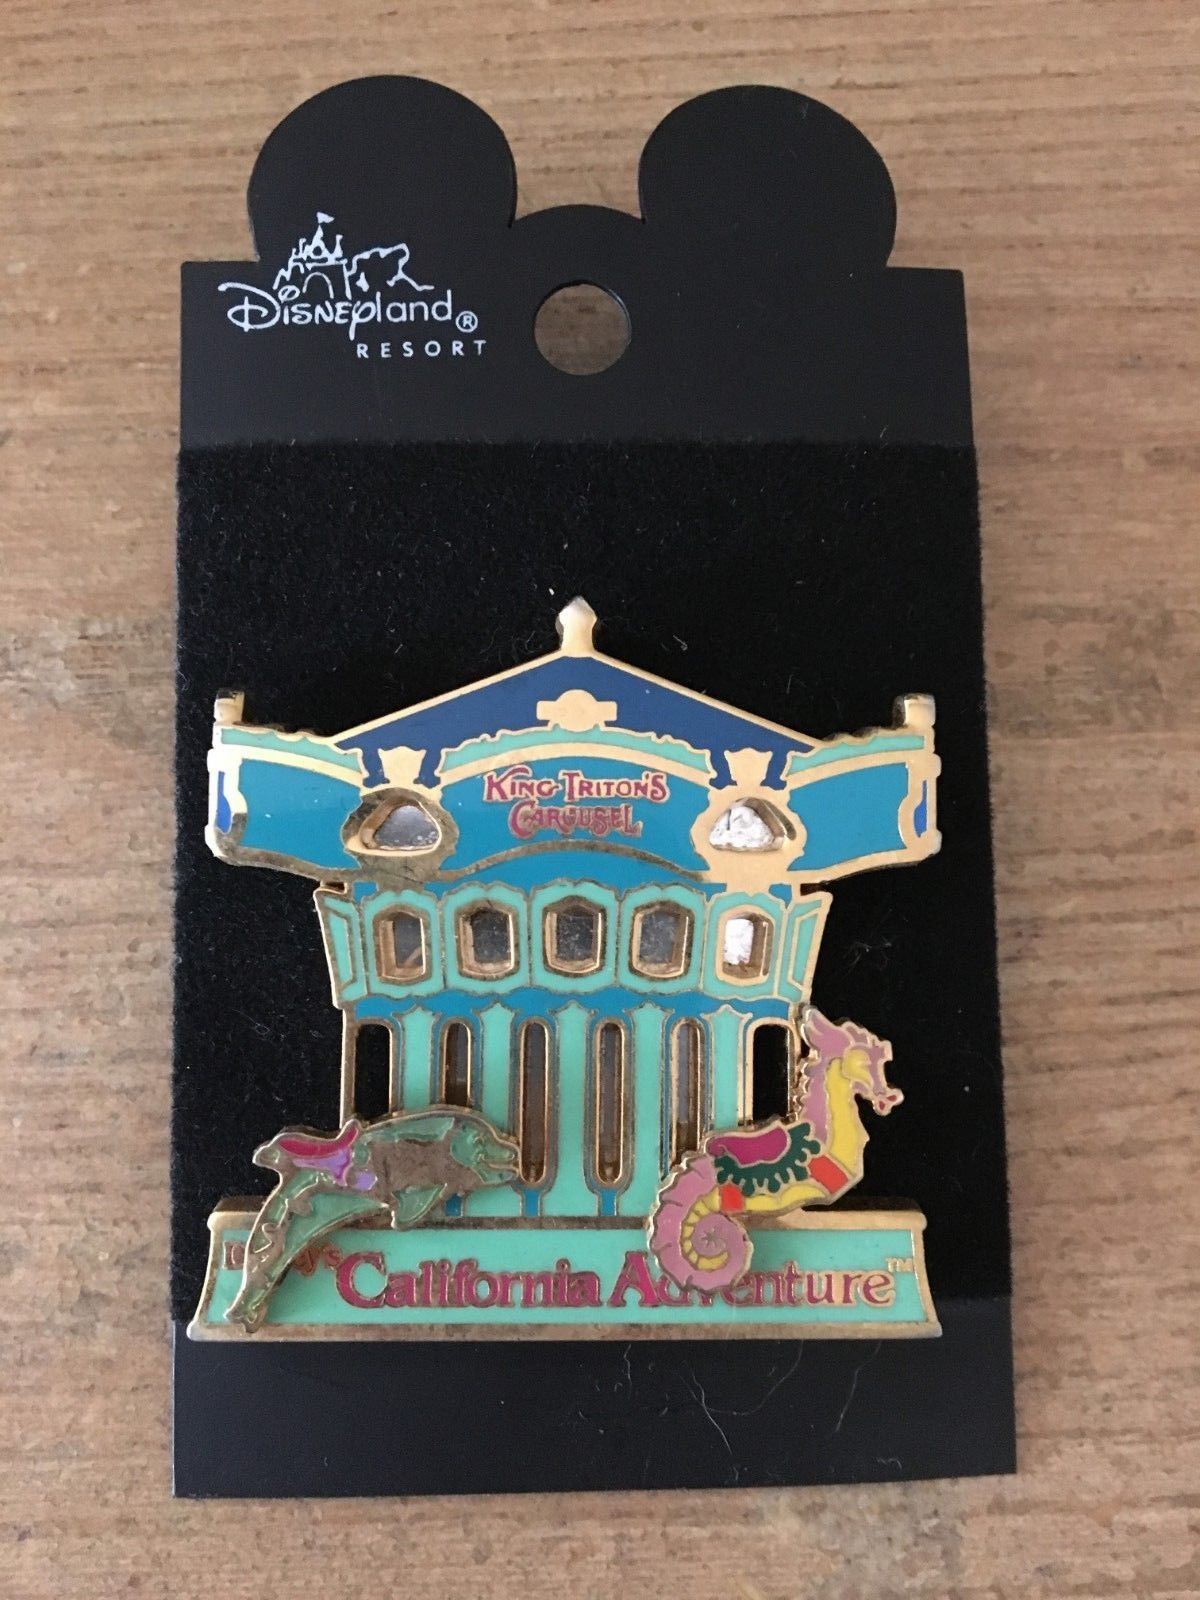 Disneyland®
RESORT
KING TRITON'S
CAROUSEL
California Adventure™